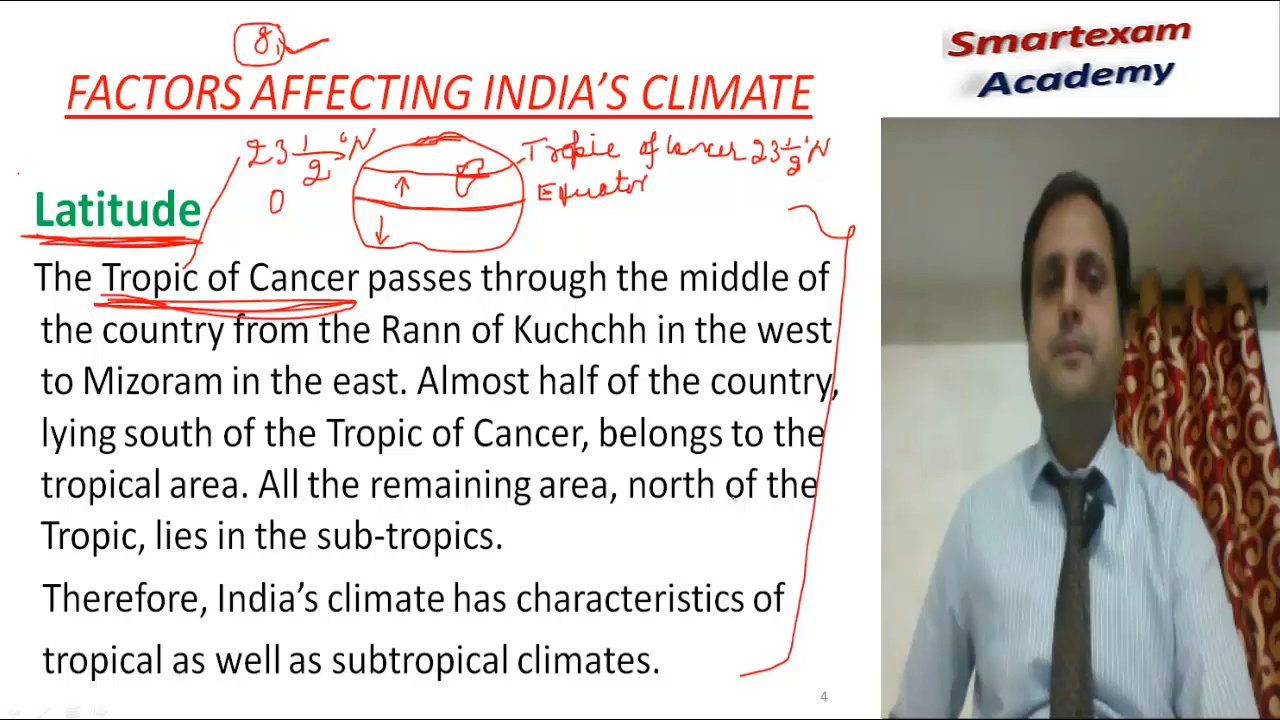 8.
FACTORS AFFECTING INDIA'S CLIMATE
Smartexam
Academy
23 1/2° N
0
Tropic of Cancer 23 1/2° N
Equator
Latitude
The Tropic of Cancer passes through the middle of
the country from the Rann of Kuchchh in the west
to Mizoram in the east. Almost half of the country,
lying south of the Tropic of Cancer, belongs to the
tropical area. All the remaining area, north of the
Tropic, lies in the sub-tropics.
Therefore, India's climate has characteristics of
tropical as well as subtropical climates.
4